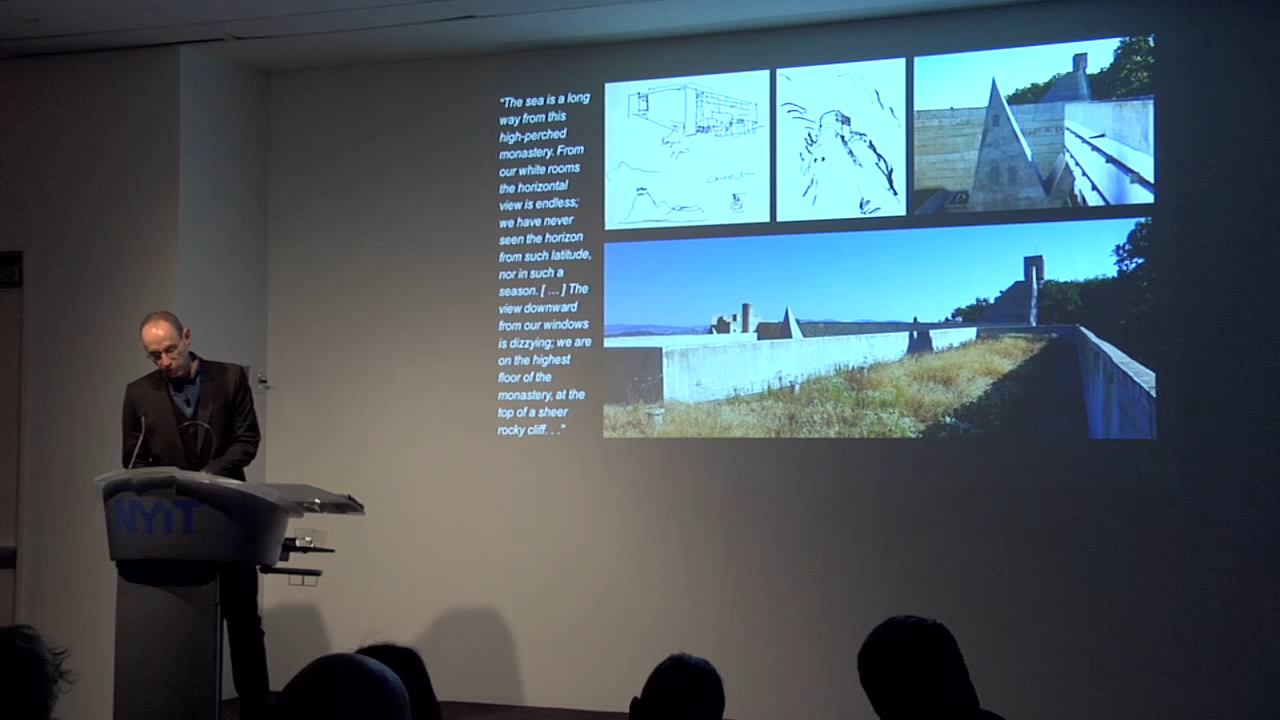 "The sea is a long
way from this
high-perched
monastery. From
our white rooms
the horizontal
view is endless;
we have never
seen the horizon
from such latitude,
nor in such a
season. [ ... ] The
view downward
from our windows
is dizzying; we are
on the highest
floor of the
monastery, at the
top of a sheer
rocky cliff. . ."
NYiT